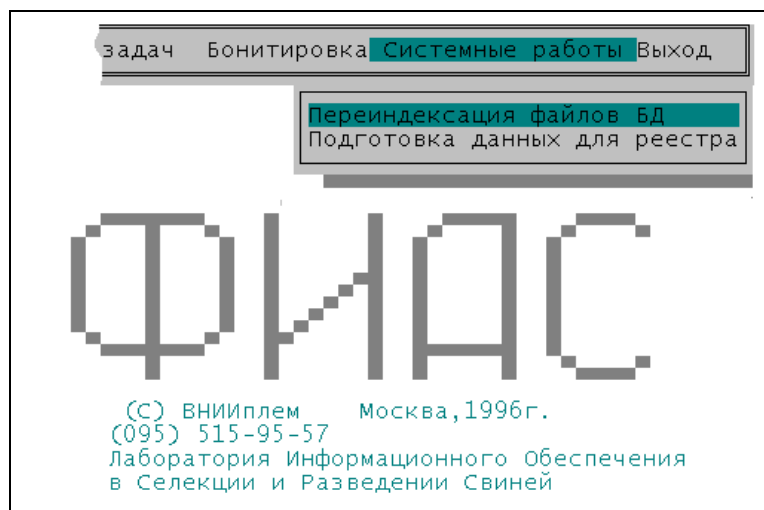 задач Бонитировка Системные работы Выход
Переиндексация файлов БД
Подготовка данных для реестра
ФИАС
(С) ВНИИплем Москва,1996г.
(095) 515-95-57
Лаборатория Информационного Обеспечения
в Селекции и Разведении Свиней